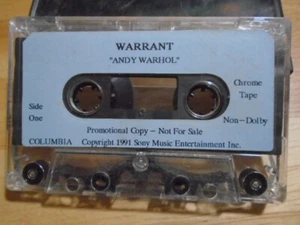 WARRANT
"ANDY WARHOL"
Chrome
Tape
Side
One
Non-Dolby
Promotional Copy - Not For Sale
COLUMBIA Copyright 1991 Sony Music Entertainment Inc.